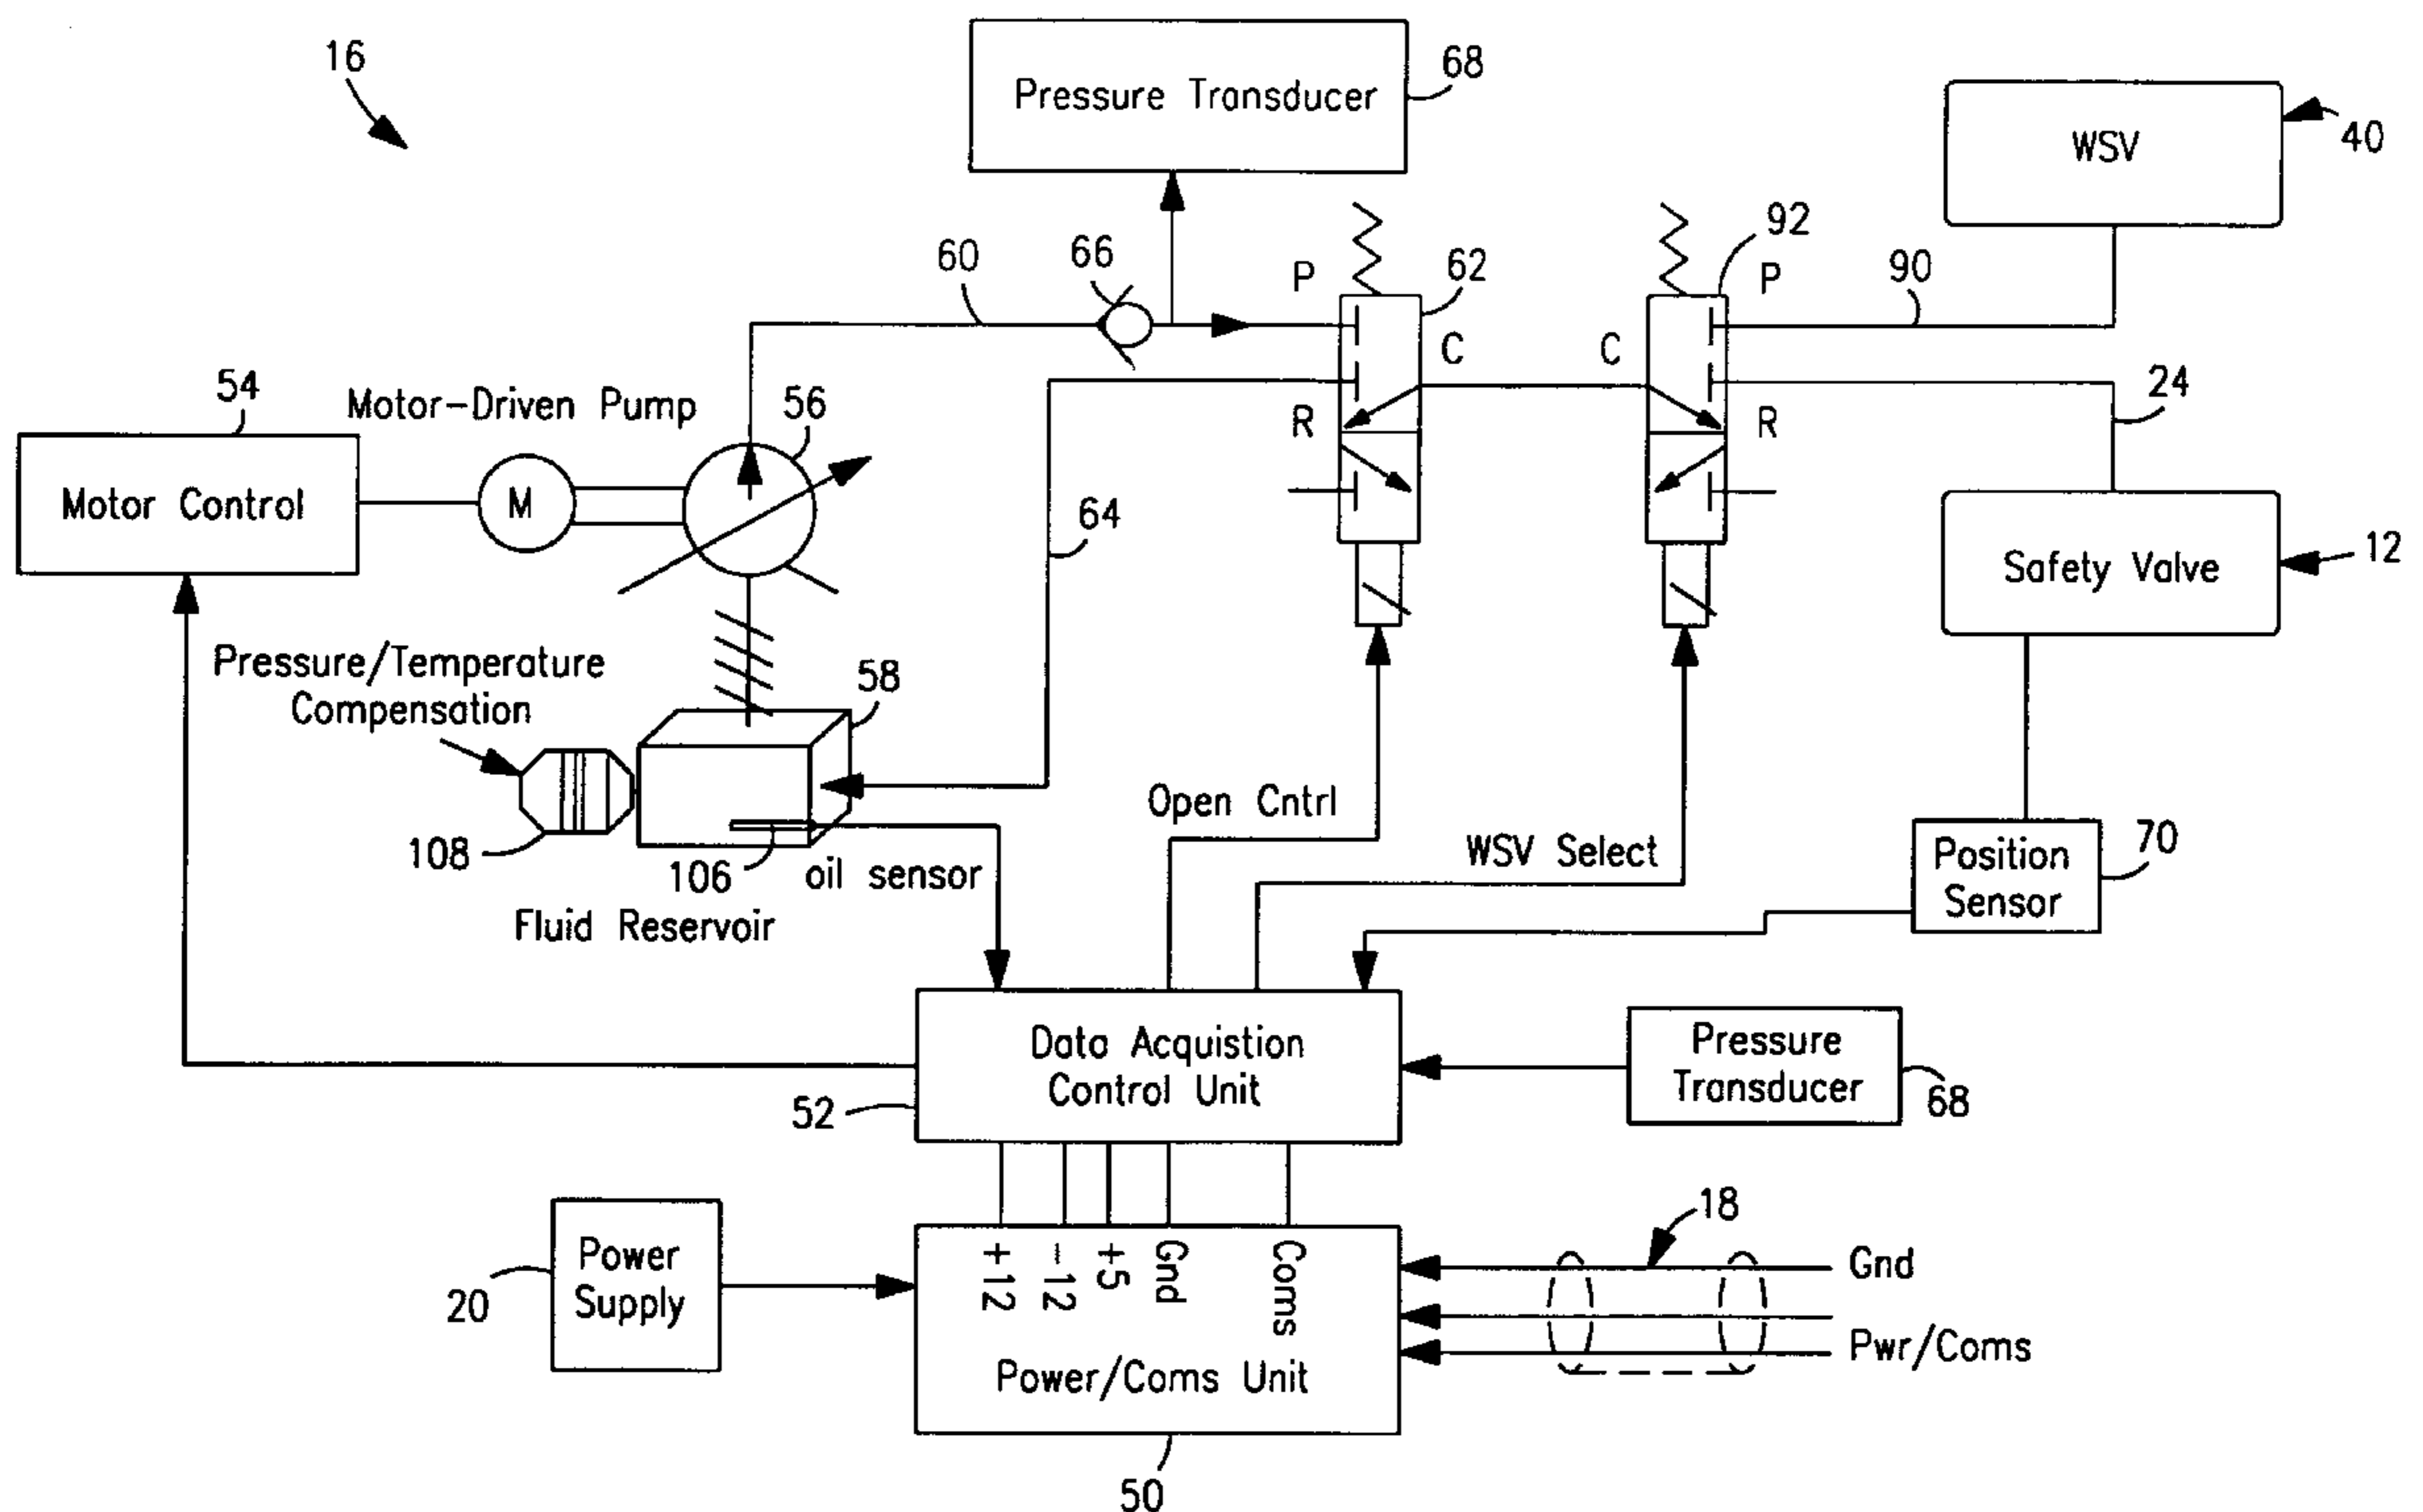 16
Pressure Transducer
68
WSV
40
60
66
P
62
92
P
90
C
C
54
Motor-Driven Pump
56
R
R
24
Motor Control
M
64
Safety Valve
12
Pressure/Temperature
Compensation
58
108
106
oil sensor
Fluid Reservoir
Open Cntrl
WSV Select
Position
Sensor
70
Data Acquistion
Control Unit
52
Pressure
Transducer
68
Power
Supply
20
+12
-12
+5
Gnd
Coms
Power/Coms Unit
50
18
Gnd
Pwr/Coms